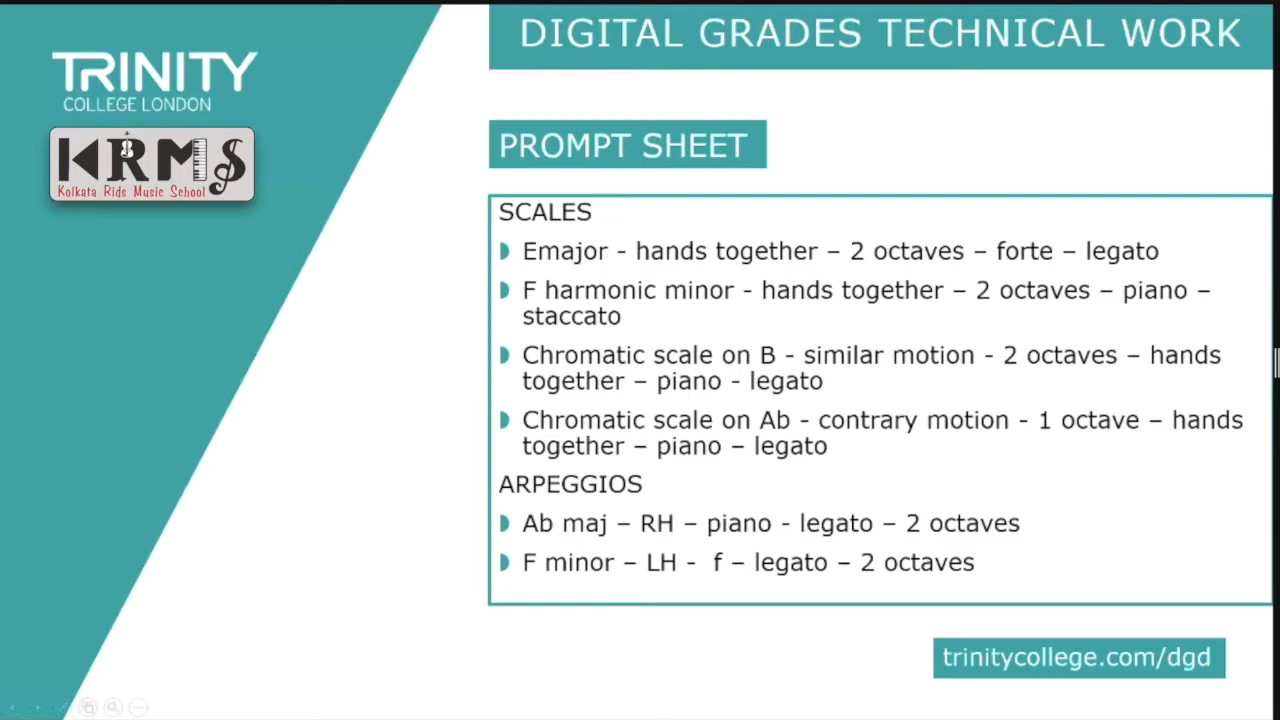 TRINITY
COLLEGE LONDON
KRMS
Kolkata Rids Music School
DIGITAL GRADES TECHNICAL WORK
PROMPT SHEET
SCALES
Emajor - hands together – 2 octaves – forte – legato
F harmonic minor - hands together – 2 octaves – piano –
staccato
Chromatic scale on B - similar motion - 2 octaves – hands
together – piano - legato
Chromatic scale on Ab - contrary motion - 1 octave – hands
together – piano – legato
ARPEGGIOS
Ab maj – RH – piano - legato – 2 octaves
F minor – LH - f – legato – 2 octaves
trinitycollege.com/dgd